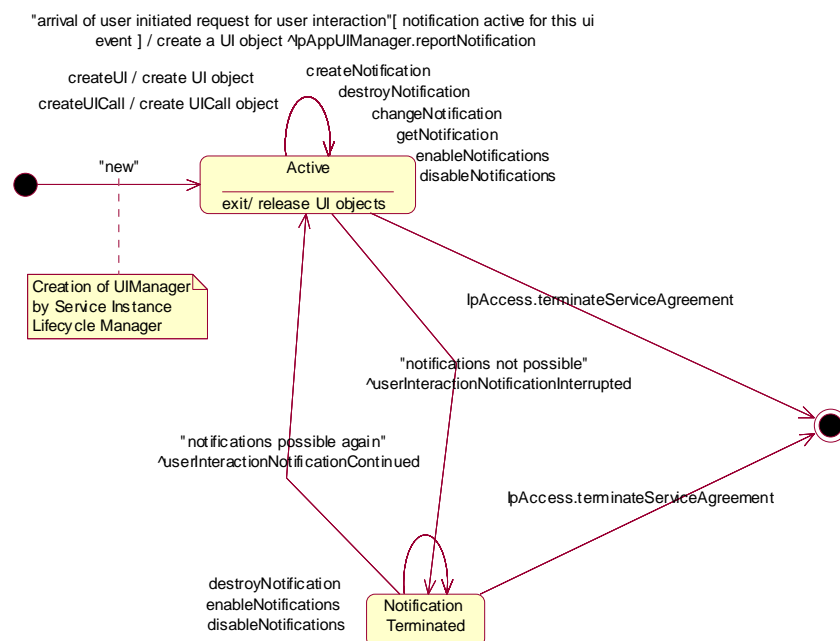 "arrival of user initiated request for user interaction"[ notification active for this ui
event ] / create a UI object ^IpAppUIManager.reportNotification
createUI / create UI object
createUICall / create UICall object
createNotification
destroyNotification
changeNotification
getNotification
enableNotifications
disableNotifications
"new"
Active
exit/ release UI objects
Creation of UIManager
by Service Instance
Lifecycle Manager
IpAccess.terminateServiceAgreement
"notifications not possible"
^userInteractionNotificationInterrupted
"notifications possible again"
^userInteractionNotificationContinued
IpAccess.terminateServiceAgreement
destroyNotification
enableNotifications
disableNotifications
Notification
Terminated